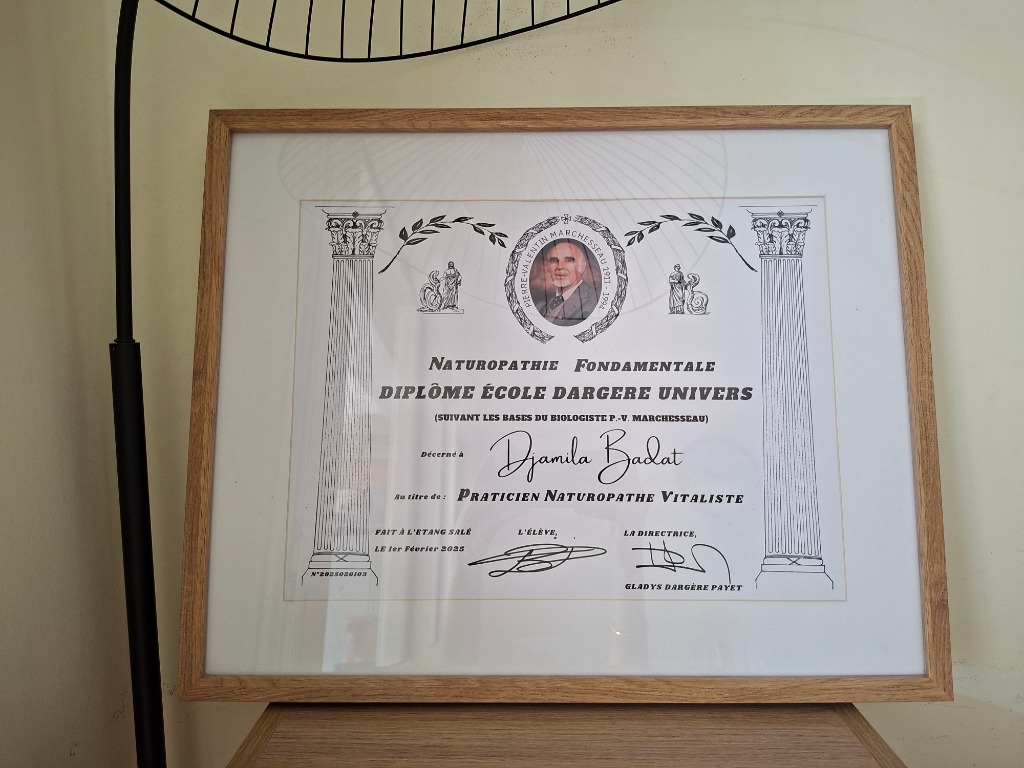 PIERRE-VALENTIN MARCHESSEAU 1911 - 1994
NATUROPATHIE FONDAMENTALE
DIPLÔME ÉCOLE DARGERE UNIVERS
(SUIVANT LES BASES DU BIOLOGISTE P.-V. MARCHESSEAU)
Décerné à Djamila Badat
Au titre de : PRATICIEN NATUROPATHE VITALISTE
FAIT À L'ETANG SALÉ L'ÉLÈVE, LA DIRECTRICE,
LE 1er Février 2025
N°2025020103
GLADYS DARGÈRE PAYET